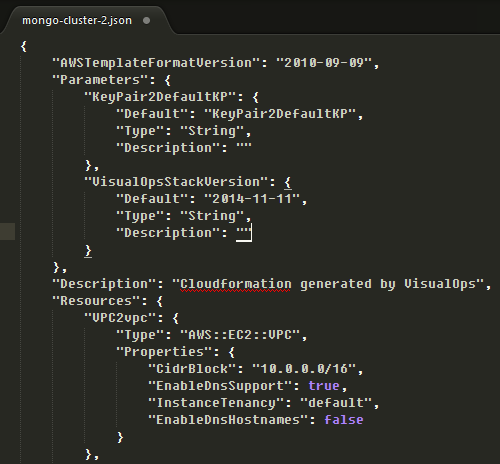 mongo-cluster-2.json
{
    "AWSTemplateFormatVersion": "2010-09-09",
    "Parameters": {
        "KeyPair2DefaultKP": {
            "Default": "KeyPair2DefaultKP",
            "Type": "String",
            "Description": ""
        },
        "VisualOpsStackVersion": {
            "Default": "2014-11-11",
            "Type": "String",
            "Description": ""
        }
    },
    "Description": "Cloudformation generated by VisualOps",
    "Resources": {
        "VPC2vpc": {
            "Type": "AWS::EC2::VPC",
            "Properties": {
                "CidrBlock": "10.0.0.0/16",
                "EnableDnsSupport": true,
                "InstanceTenancy": "default",
                "EnableDnsHostnames": false
            }
        },